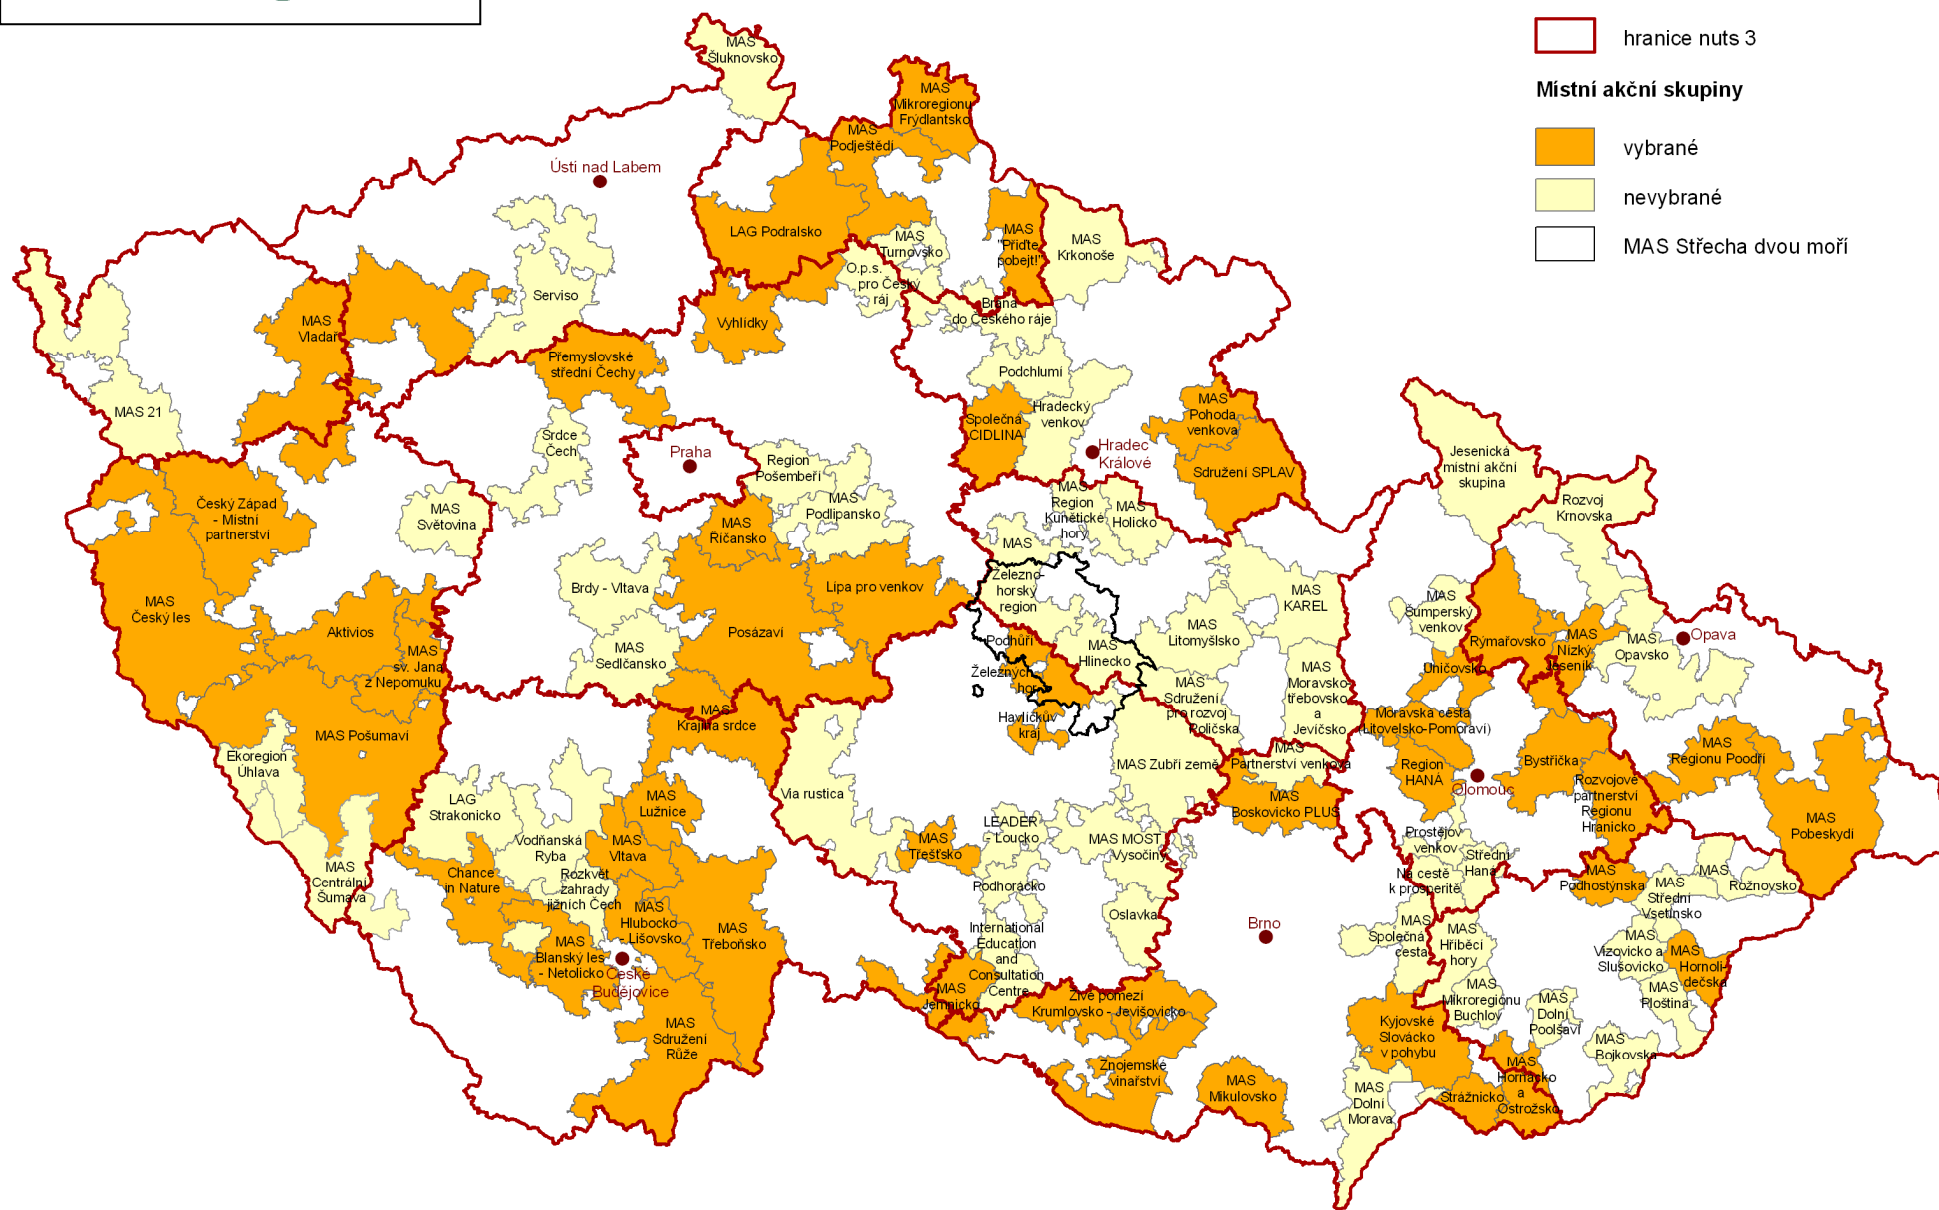 hranice nuts 3
Místní akční skupiny
vybrané
nevybrané
MAS Střecha dvou moří
MAS
Šluknovsko
MAS
Mikroregionu
Frýdlantsko
MAS
Podještědí
Ústí nad Labem
LAG Podralsko
MAS
Turnovsko
MAS
"Přiďte
pobejt!"
MAS
Krkonoše
O.p.s.
pro Český
ráj
Serviso
Brána
do Českého ráje
MAS
Vladař
Vyhlídky
Přemyslovské
střední Čechy
Podchlumí
MAS 21
Společná
CIDLINA
Hradecký
venkov
MAS
Pohoda
venkova
Srdce
Čech
Praha
Hradec
Králové
Region
Pošembeří
Sdružení SPLAV
Jesenická
místní akční
skupina
MAS
Světovina
Český Západ
- Místní
partnerství
MAS
Podlipansko
MAS
Region
Kunětické
hory
MAS
Holicko
Rozvoj
Krnovska
MAS
Říčansko
MAS
Železno-
horský
region
Brdy - Vltava
Lípa pro venkov
MAS
KAREL
MAS
Šumperský
venkov
MAS
Český les
Aktivios
Posázaví
MAS
Litomyšlsko
Rýmařovsko
MAS
Nízký
Jeseník
MAS
Opavsko
Opava
MAS
sv. Jana
z Nepomuku
MAS
Sedlčansko
Podhůří
Železných
hor
MAS
Hlinecko
Uničovsko
MAS
Moravsko-
třebovsko
a
Jevíčsko
MAS
Sdružení
pro rozvoj
Poličska
MAS
Krajina srdce
Havlíčkův
kraj
Moravská cesta
(Litovelsko-Pomoraví)
MAS Pošumaví
Ekoregion
Úhlava
MAS
Partnerství venkova
MAS Zubří země
Region
HANÁ
Olomouc
Bystřička
MAS
Regionu Poodří
Rozvojové
partnerství
Regionu
Hranicko
LAG
Strakonicko
MAS
Lužnice
Via rustica
MAS
Boskovicko PLUS
MAS
Pobeskydí
LEADER
- Loucko
MAS MOST
Vysočiny
MAS
Třešťsko
Vodňanská
Ryba
MAS
Vltava
Prostějov
venkov
Střední
Haná
Na cestě
k prosperitě
MAS
Centrální
Šumava
Chance
in Nature
Rozkvět
zahrady
jižních Čech
Podhorácko
MAS
Podhostýnska
MAS
Rožnovsko
MAS
Střední
Vsetínsko
MAS
Hlubocko
- Lišovsko
MAS
Třeboňsko
Oslavka
Brno
MAS
Společná
cesta
MAS
Hříběcí
hory
International
Education
and
Consultation
Centre
MAS
Blanský les
- Netolicko
České
Budějovice
MAS
Vizovicko a
Slušovicko
MAS
Hornoli-
dečska
MAS
Ploština
MAS
Jemnicko
Živé pomezí
Krumlovsko - Jevišovicko
MAS
Mikroregionu
Buchlov
MAS
Dolní
Poolšaví
MAS
Sdružení
Růže
Kyjovské
Slovácko
v pohybu
MAS
Bojkovska
Znojemské
vinařství
MAS
Mikulovsko
MAS
Dolní
Morava
Strážnicko
MAS
Horňácko
a
Ostrožsko